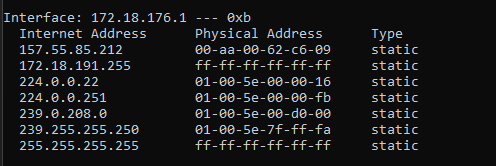 Interface: 172.18.176.1 --- 0xb
  Internet Address      Physical Address      Type
  157.55.85.212         00-aa-00-62-c6-09     static
  172.18.191.255        ff-ff-ff-ff-ff-ff     static
  224.0.0.22            01-00-5e-00-00-16     static
  224.0.0.251           01-00-5e-00-00-fb     static
  239.0.208.0           01-00-5e-00-d0-00     static
  239.255.255.250       01-00-5e-7f-ff-fa     static
  255.255.255.255       ff-ff-ff-ff-ff-ff     static